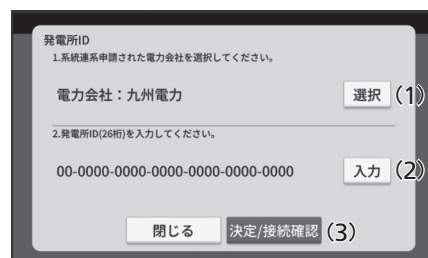 発電所ID
1.系統連系申請された電力会社を選択してください。
電力会社：九州電力 選択 (1)
2.発電所ID(26桁)を入力してください。
00-0000-0000-0000-0000-0000-0000 入力 (2)
閉じる 決定/接続確認 (3)